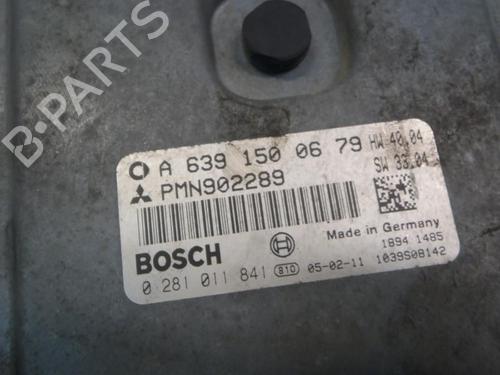 B-PARTS
A 639 150 06 79 HW 40.04
PMN902289 SW 33.04
Made in Germany
BOSCH 1894 1485
0 281 011 841 810 05-02-11 1039S08142